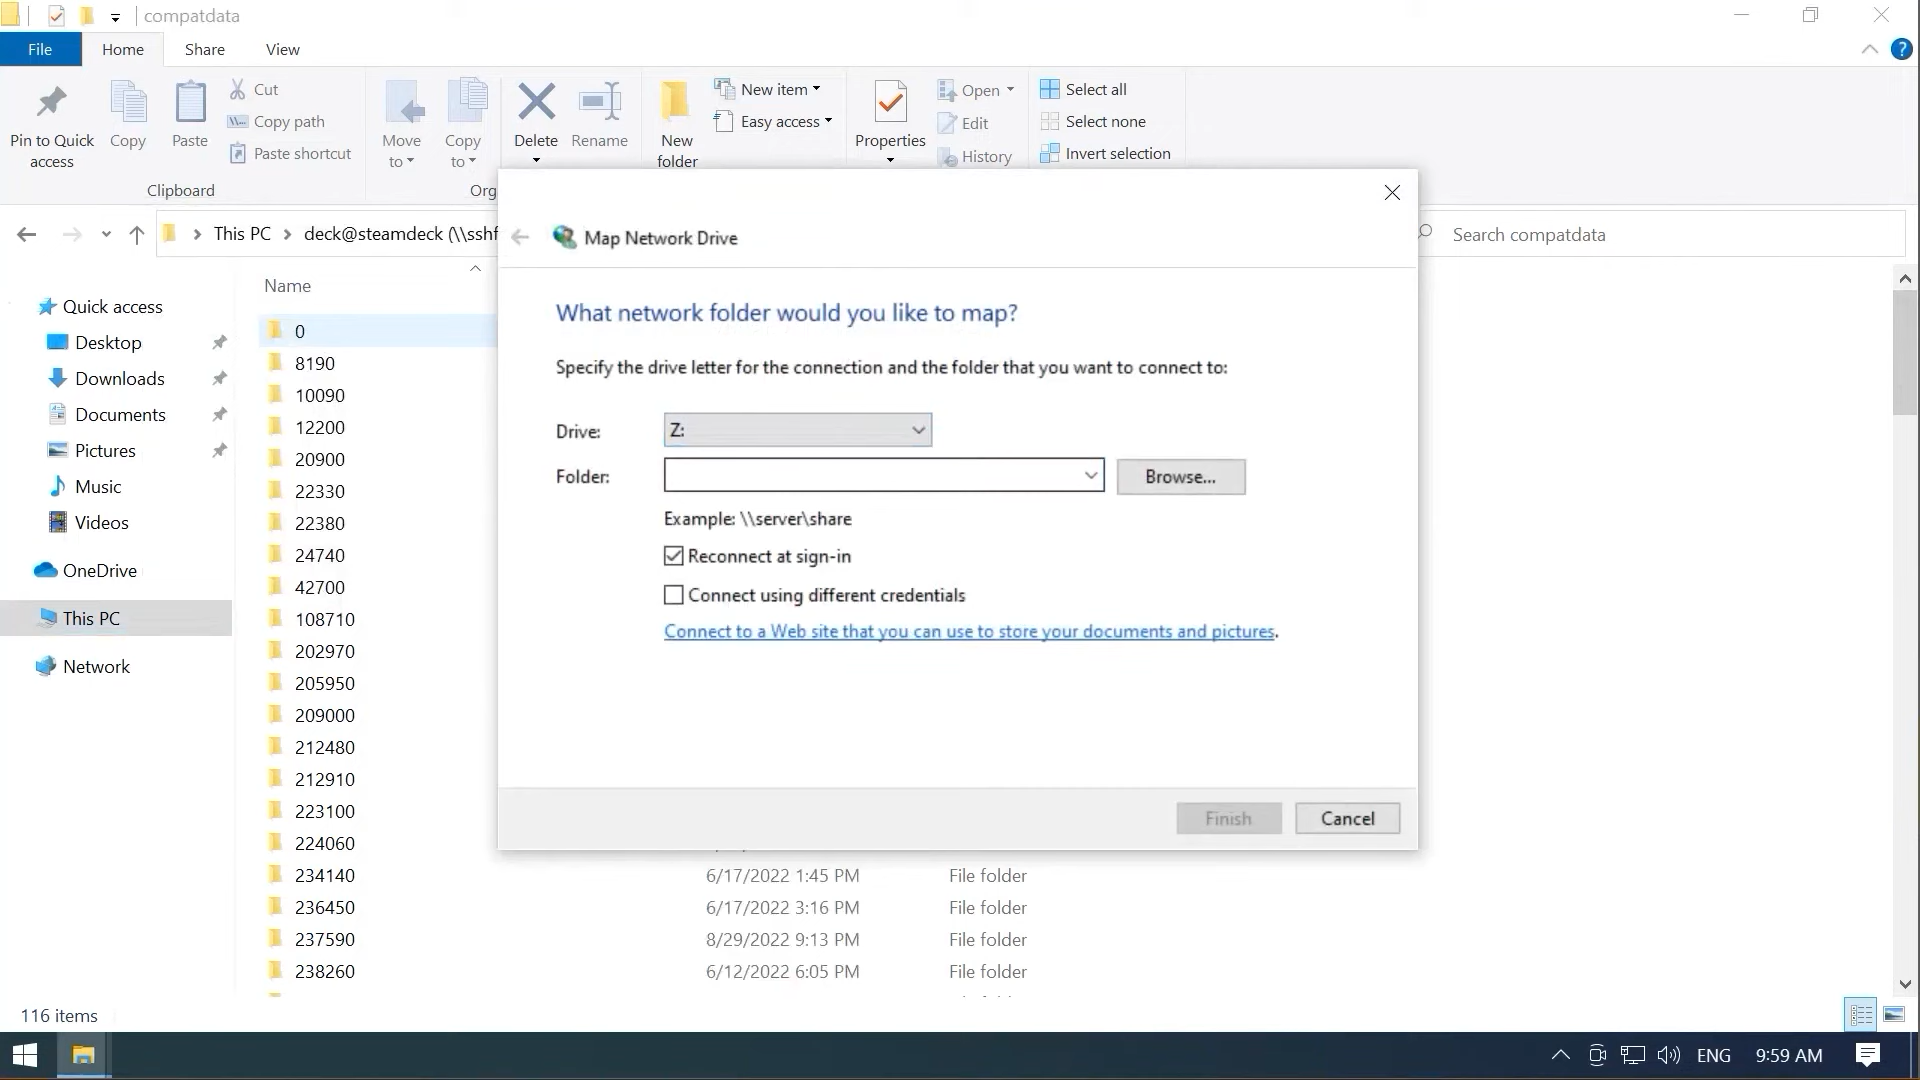 compatdata
File Home Share View
Pin to Quick access
Copy
Paste
Cut
Copy path
Paste shortcut
Clipboard
Move to
Copy to
Delete
Rename
Org
New folder
New item
Easy access
Properties
Open
Edit
History
Select all
Select none
Invert selection
This PC deck@steamdeck (\\sshf
Search compatdata
Quick access
Desktop
Downloads
Documents
Pictures
Music
Videos
OneDrive
This PC
Network
Name
0
8190
10090
12200
20900
22330
22380
24740
42700
108710
202970
205950
209000
212480
212910
223100
224060
234140 6/17/2022 1:45 PM File folder
236450 6/17/2022 3:16 PM File folder
237590 8/29/2022 9:13 PM File folder
238260 6/12/2022 6:05 PM File folder
Map Network Drive
What network folder would you like to map?
Specify the drive letter for the connection and the folder that you want to connect to:
Drive: Z:
Folder: Browse...
Example: \\server\share
Reconnect at sign-in
Connect using different credentials
Connect to a Web site that you can use to store your documents and pictures.
Finish Cancel
116 items
ENG 9:59 AM